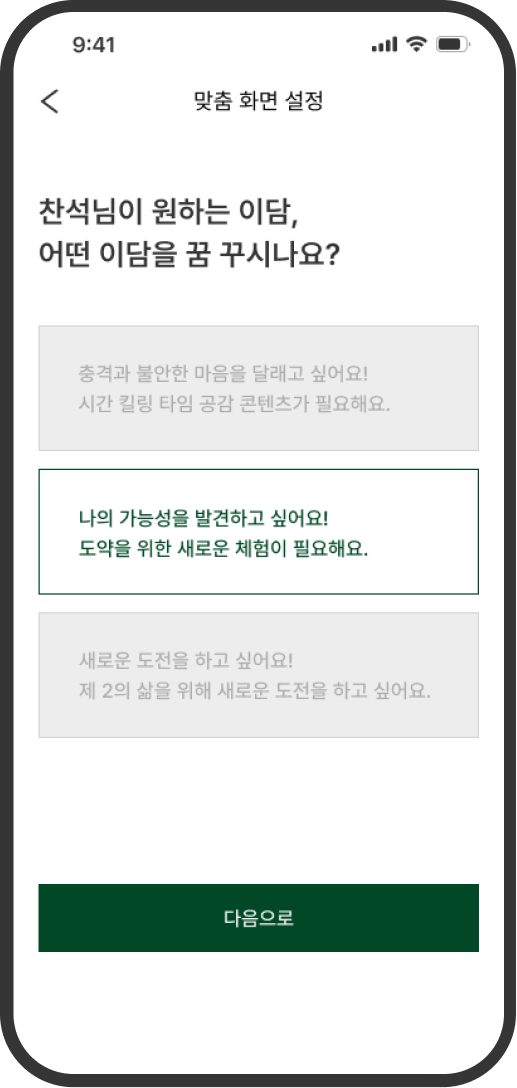 9:41
맞춤 화면 설정
찬석님이 원하는 이담,
어떤 이담을 꿈 꾸시나요?
충격과 불안한 마음을 달래고 싶어요!
시간 킬링 타임 공감 콘텐츠가 필요해요.
나의 가능성을 발견하고 싶어요!
도약을 위한 새로운 체험이 필요해요.
새로운 도전을 하고 싶어요!
제 2의 삶을 위해 새로운 도전을 하고 싶어요.
다음으로